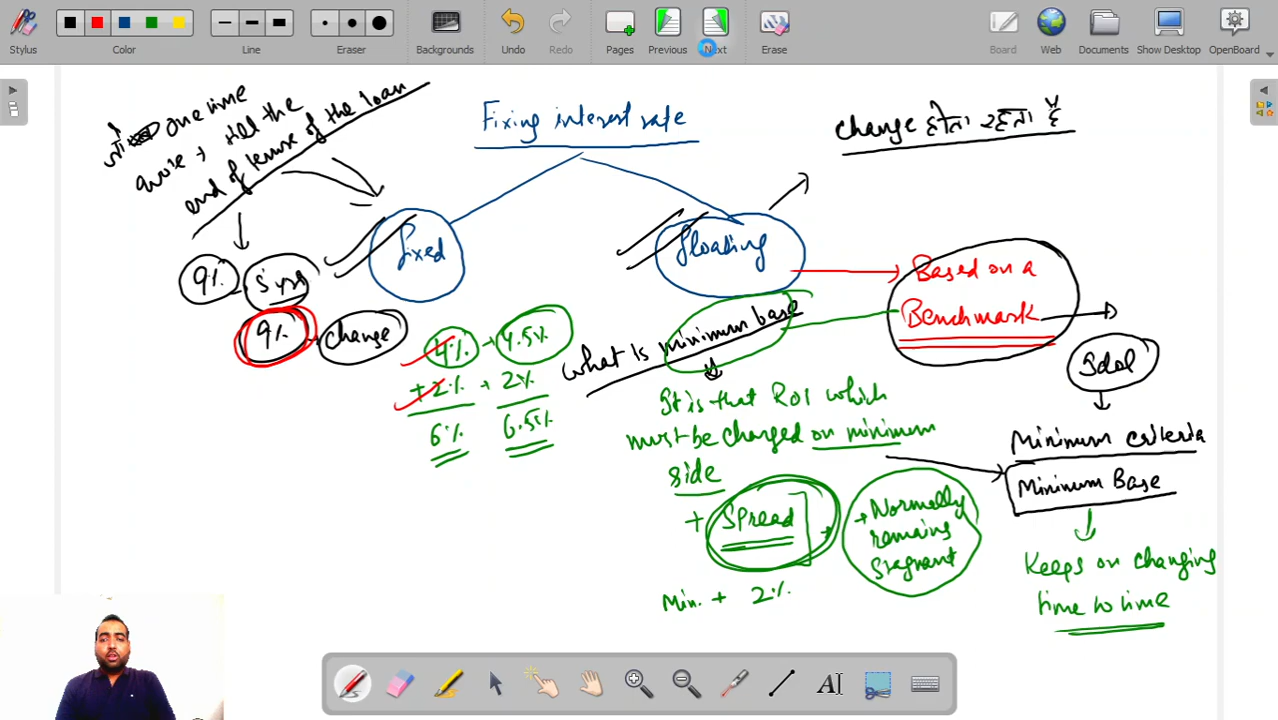 Stylus
Color
Line
Eraser
Backgrounds
Undo
Redo
Pages
Previous
Next
Erase
Board
Web
Documents
Show Desktop
OpenBoard
one time
quote + till the
end of tenure of the loan
Fixing interest rate
change होता रहता है
fixed
floating
9%
5 yrs
9%
change
4% → 4.5%
+2% + 2%
6% 6.5%
what is minimum base
Based on a
Benchmark
Ideal
Minimum criteria
Minimum Base
Keeps on changing
time to time
It is that ROI which
must be charged on minimum
side
+ Spread
→ Normally
remains
stagnant
Min. + 2%